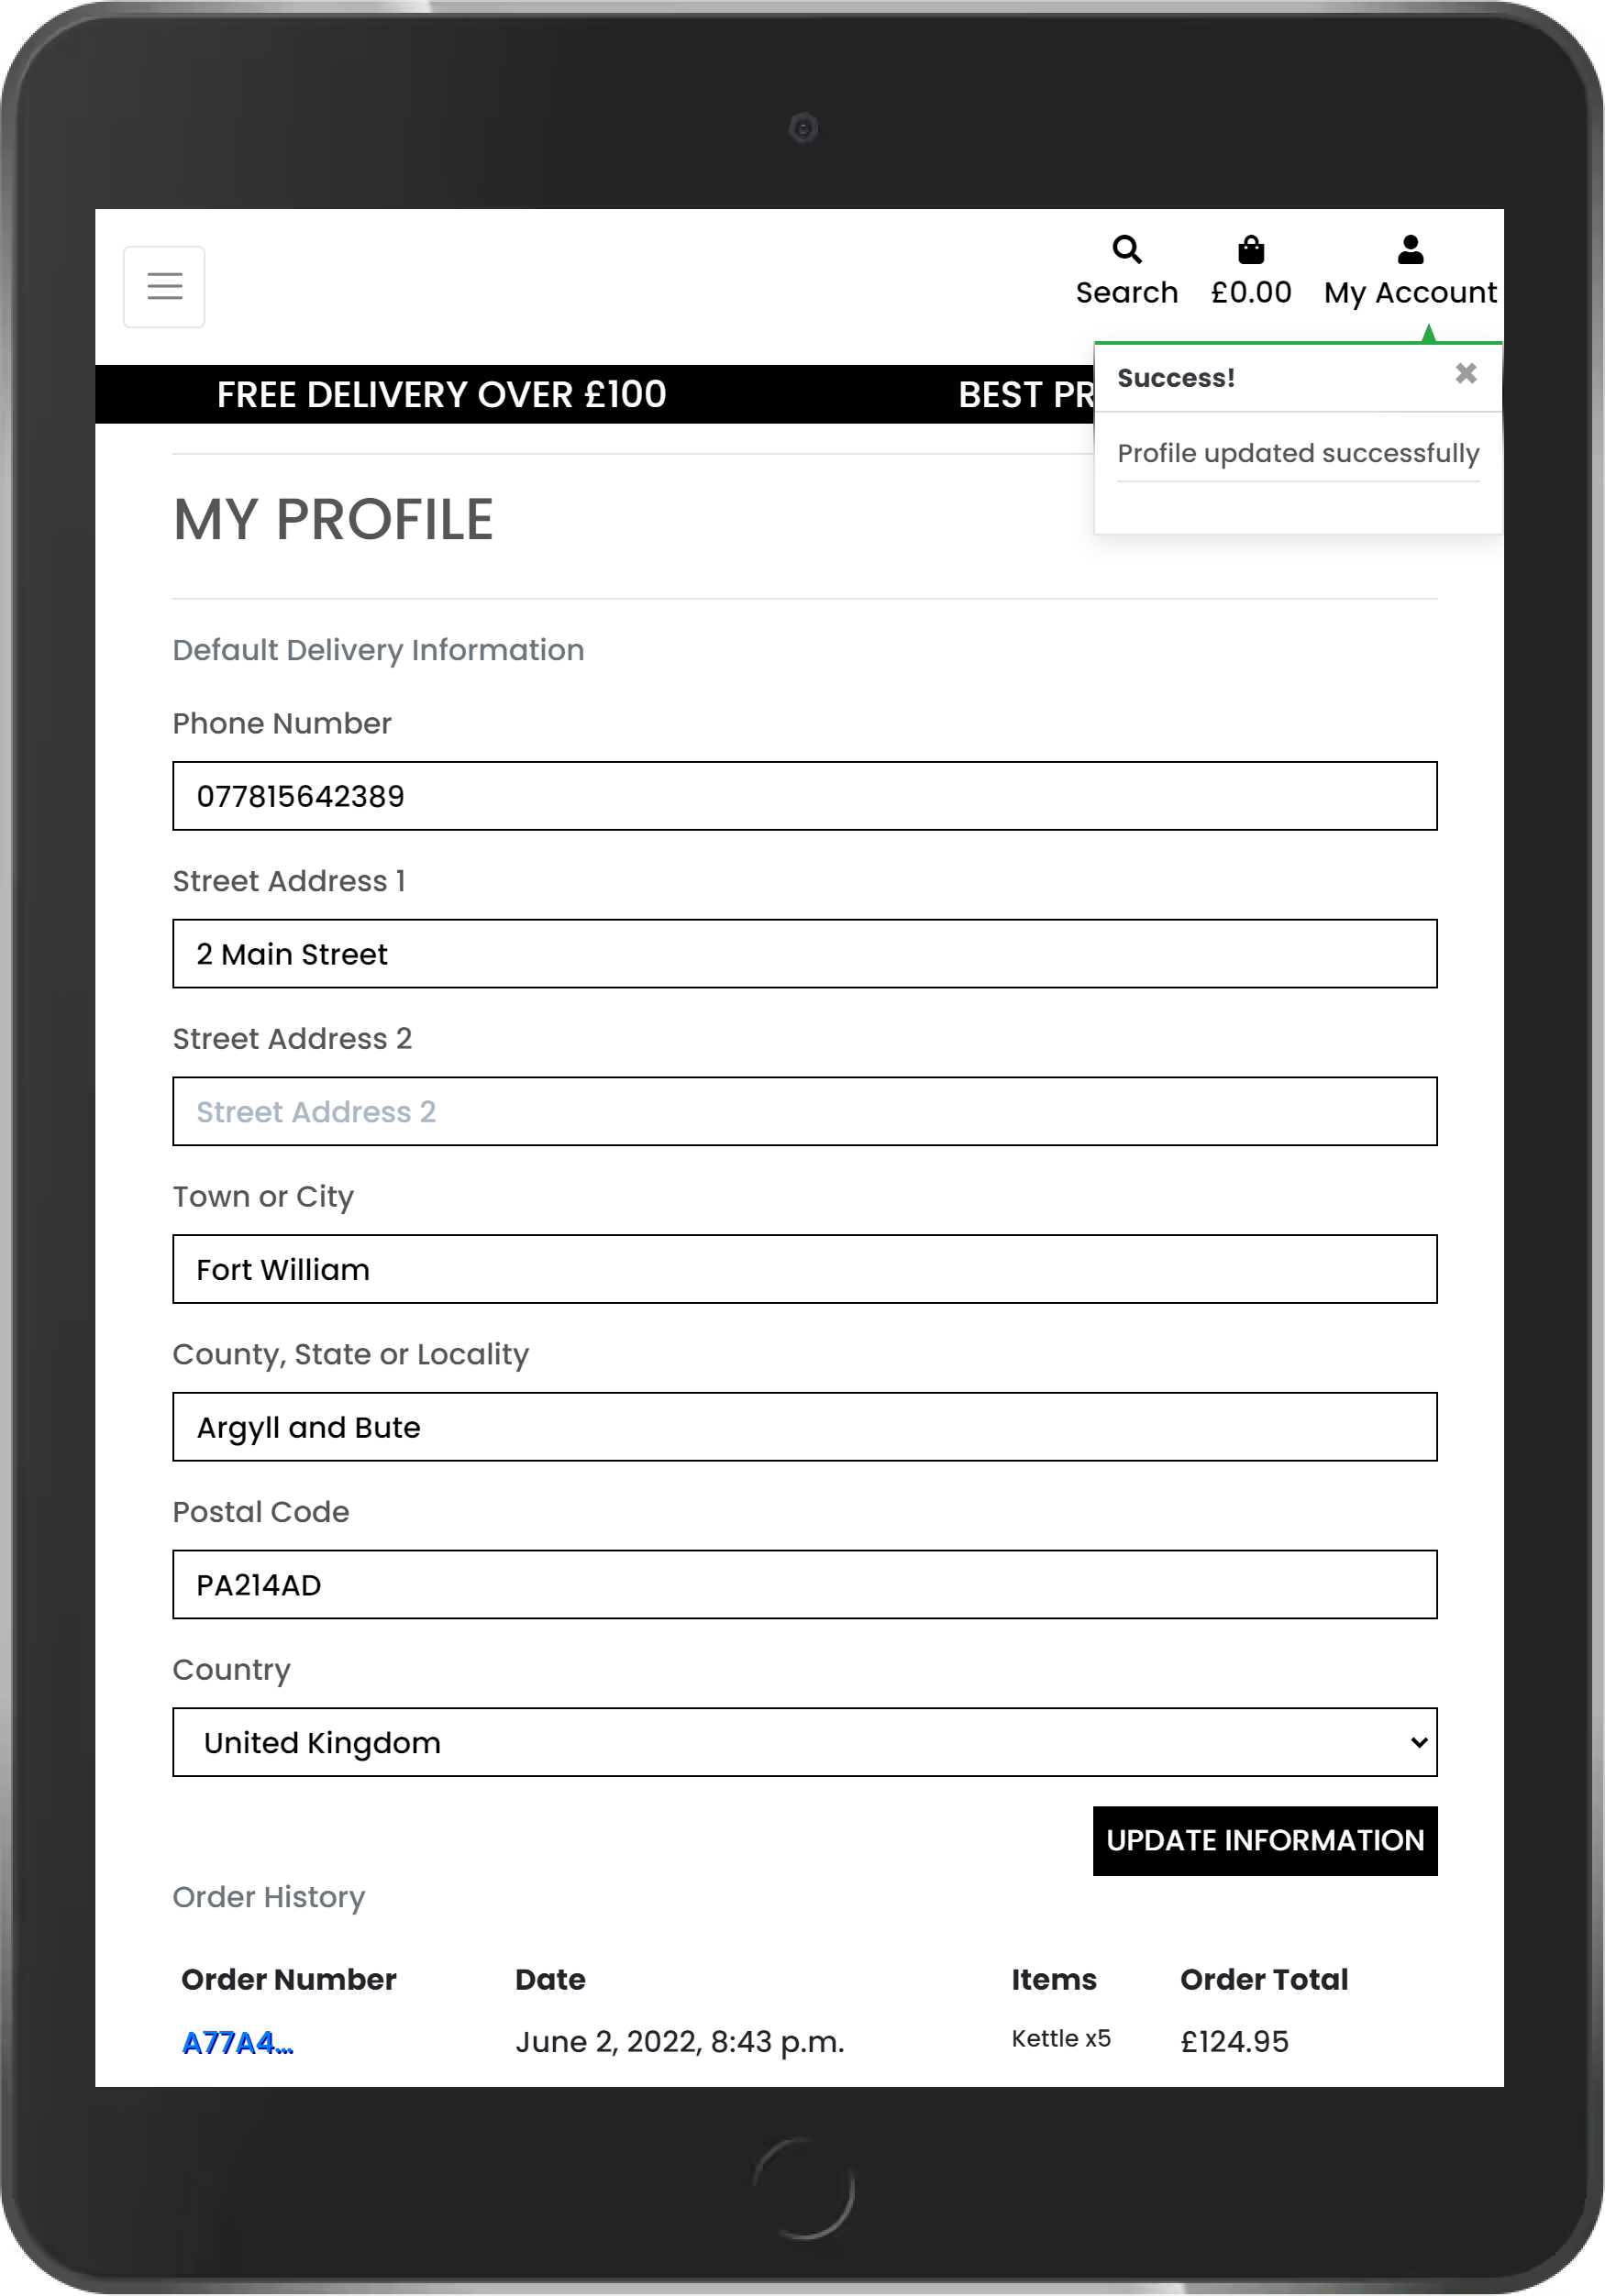 Search £0.00 My Account
FREE DELIVERY OVER £100 BEST PR
Success!
Profile updated successfully
MY PROFILE
Default Delivery Information
Phone Number
077815642389
Street Address 1
2 Main Street
Street Address 2
Street Address 2
Town or City
Fort William
County, State or Locality
Argyll and Bute
Postal Code
PA214AD
Country
United Kingdom
UPDATE INFORMATION
Order History
Order Number Date Items Order Total
A77A4... June 2, 2022, 8:43 p.m. Kettle x5 £124.95